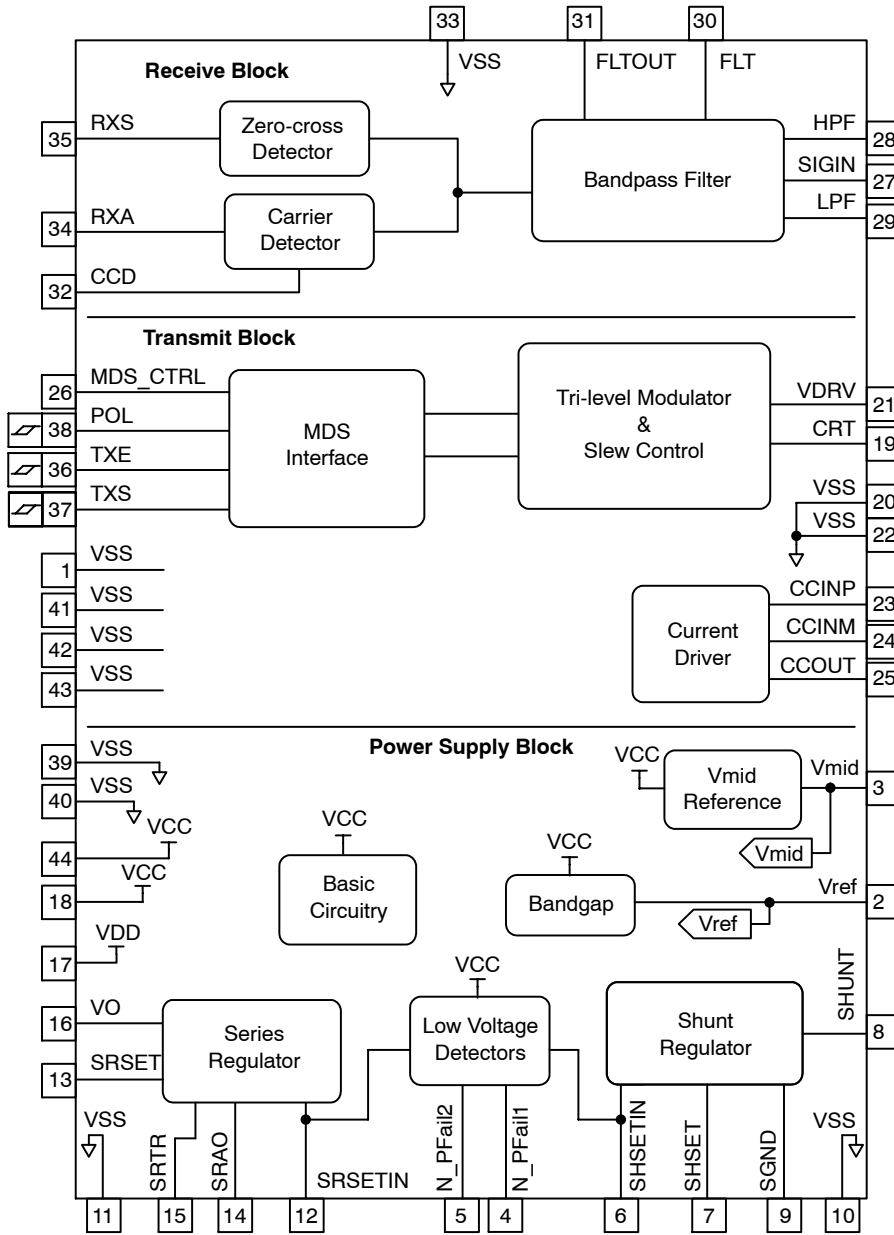 33
31
30
VSS
FLTOUT
FLT
Receive Block
35
RXS
Zero-cross
Detector
Bandpass Filter
HPF
28
SIGIN
27
LPF
29
34
RXA
Carrier
Detector
32
CCD
Transmit Block
26
MDS_CTRL
38
POL
36
TXE
37
TXS
MDS
Interface
Tri-level Modulator
&
Slew Control
VDRV
21
CRT
19
VSS
20
VSS
22
1
VSS
41
VSS
42
VSS
43
VSS
Current
Driver
CCINP
23
CCINM
24
CCOUT
25
Power Supply Block
39
VSS
40
VSS
44
VCC
18
VCC
17
VDD
VCC
Basic
Circuitry
VCC
Vmid
Reference
Vmid
3
Vmid
VCC
Bandgap
Vref
2
Vref
16
VO
13
SRSET
Series
Regulator
VCC
Low Voltage
Detectors
Shunt
Regulator
SHUNT
8
VSS
SRTR
SRAO
SRSETIN
N_PFail2
N_PFail1
SHSETIN
SHSET
SGND
VSS
11
15
14
12
5
4
6
7
9
10